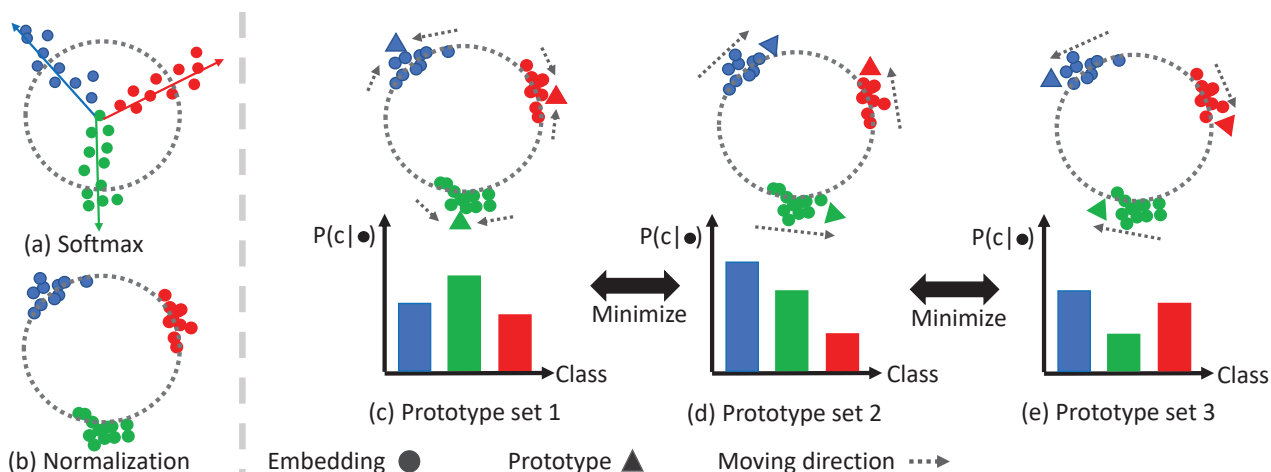 (a) Softmax
(b) Normalization
P(c|●)
Class
(c) Prototype set 1
Minimize
P(c|●)
Class
(d) Prototype set 2
Minimize
P(c|●)
Class
(e) Prototype set 3
Embedding
Prototype
Moving direction